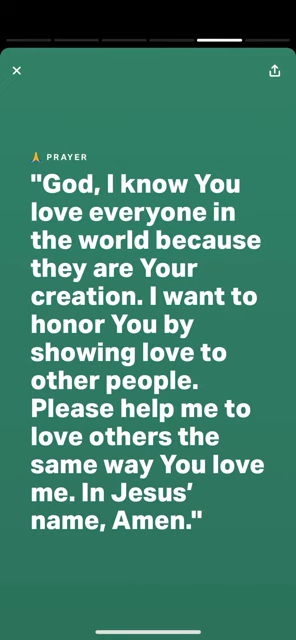 PRAYER
"God, I know You
love everyone in
the world because
they are Your
creation. I want to
honor You by
showing love to
other people.
Please help me to
love others the
same way You love
me. In Jesus’
name, Amen."